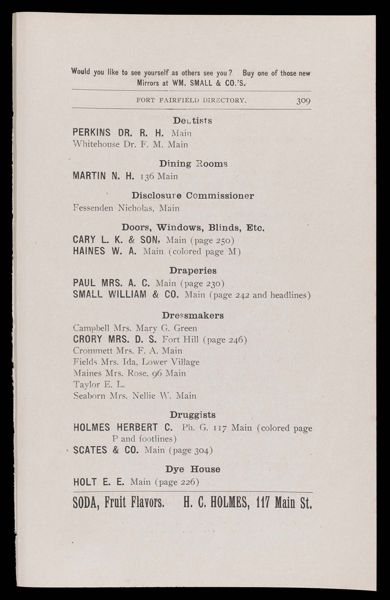 Would you like to see yourself as others see you? Buy one of those new
Mirrors at WM. SMALL & CO.'S.
FORT FAIRFIELD DIRECTORY. 309
Dentists
PERKINS DR. R. H. Main
Whitehouse Dr. F. M. Main
Dining Rooms
MARTIN N. H. 136 Main
Disclosure Commissioner
Fessenden Nicholas, Main
Doors, Windows, Blinds, Etc.
CARY L. K. & SON, Main (page 250)
HAINES W. A. Main (colored page M)
Draperies
PAUL MRS. A. C. Main (page 230)
SMALL WILLIAM & CO. Main (page 242 and headlines)
Dressmakers
Campbell Mrs. Mary G. Green
CRORY MRS. D. S. Fort Hill (page 246)
Crommett Mrs. F. A. Main
Fields Mrs. Ida, Lower Village
Maines Mrs. Rose, 96 Main
Taylor E. L.
Seaborn Mrs. Nellie W. Main
Druggists
HOLMES HERBERT C. Ph. G. 117 Main (colored page
P and footlines)
SCATES & CO. Main (page 304)
Dye House
HOLT E. E. Main (page 226)
SODA, Fruit Flavors. H. C. HOLMES, 117 Main St.